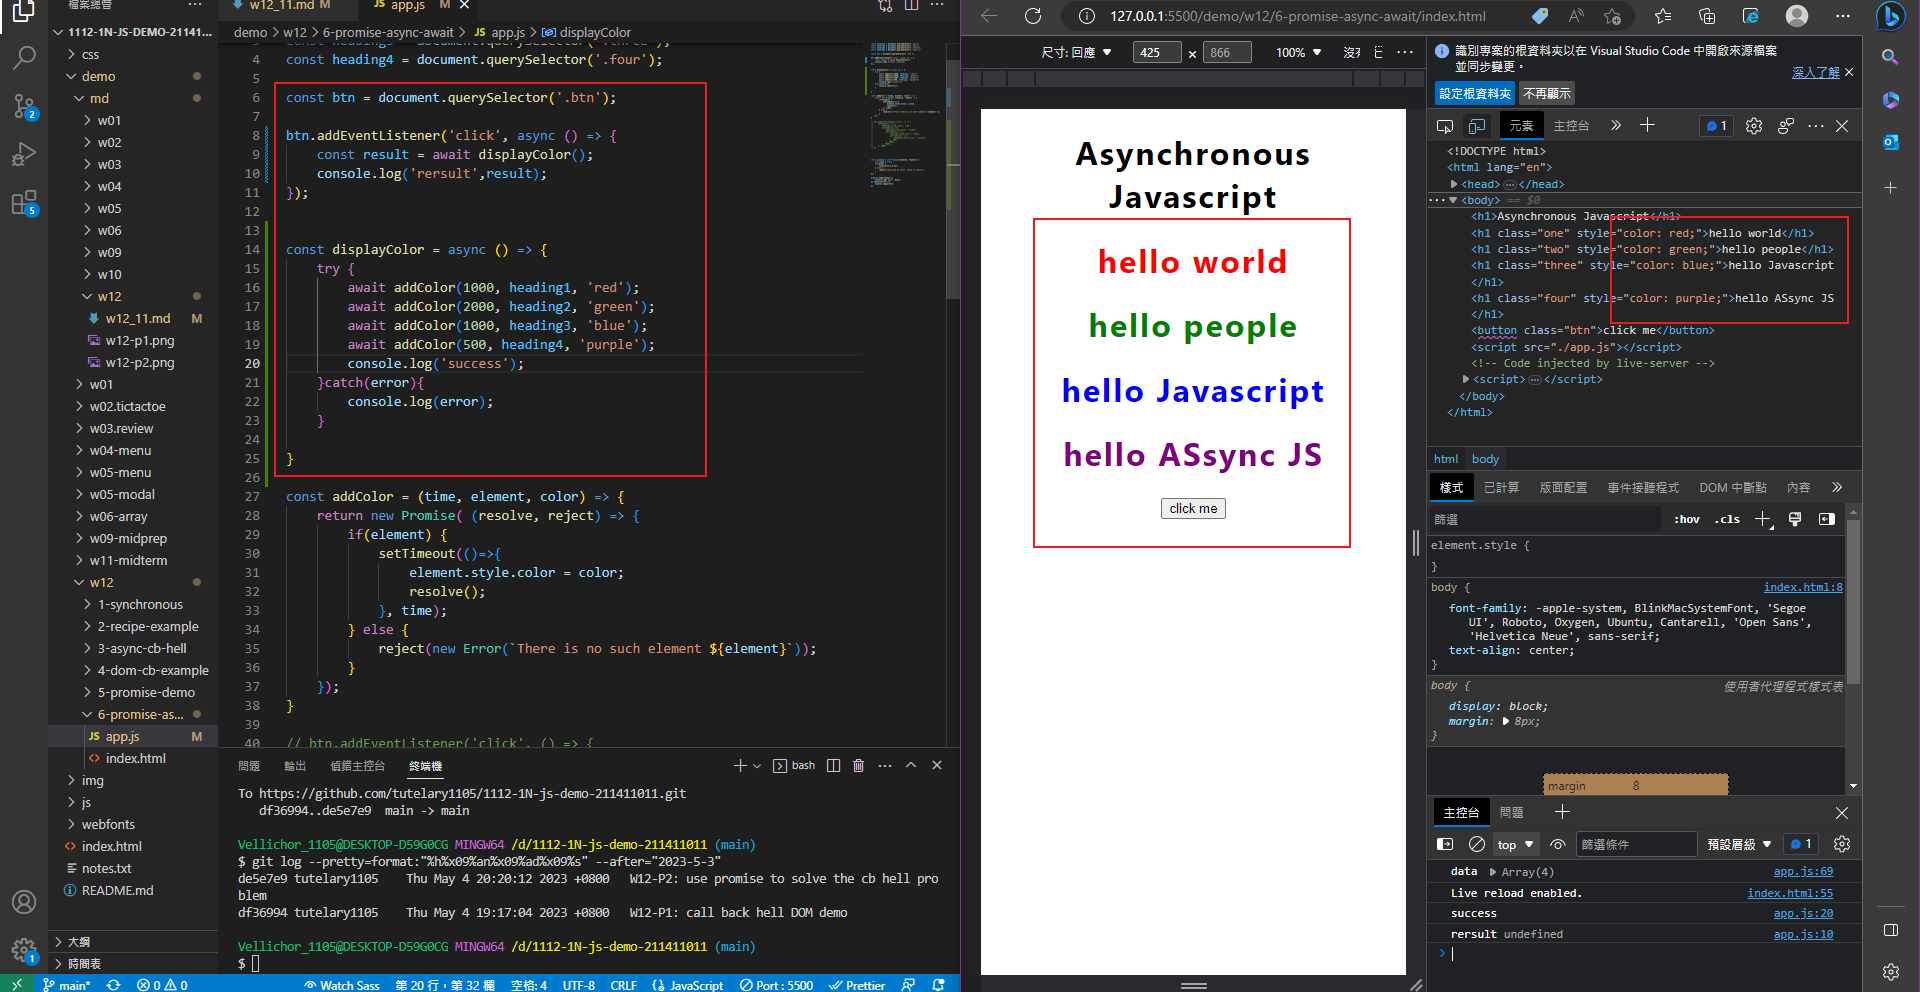 檔案總管
1112-1N-JS-DEMO-21141...
css
demo
md
w01
w02
w03
w04
w05
w06
w09
w10
w12
w12_11.md M
w12-p1.png
w12-p2.png
w01
w02.tictactoe
w03.review
w04-menu
w05-menu
w05-modal
w06-array
w09-midprep
w11-midterm
w12
1-synchronous
2-recipe-example
3-async-cb-hell
4-dom-cb-example
5-promise-demo
6-promise-as...
app.js M
index.html
img
js
webfonts
index.html
notes.txt
README.md
大綱
時間表
2
5
1
w12_11.md M
JS app.js M
demo > w12 > 6-promise-async-await > JS app.js > displayColor
4 const heading4 = document.querySelector('.four');
5
6 const btn = document.querySelector('.btn');
7
8 btn.addEventListener('click', async () => {
9 const result = await displayColor();
10 console.log('rersult',result);
11 });
12
13
14 const displayColor = async () => {
15 try {
16 await addColor(1000, heading1, 'red');
17 await addColor(2000, heading2, 'green');
18 await addColor(1000, heading3, 'blue');
19 await addColor(500, heading4, 'purple');
20 console.log('success');
21 }catch(error){
22 console.log(error);
23 }
24
25 }
26
27 const addColor = (time, element, color) => {
28 return new Promise( (resolve, reject) => {
29 if(element) {
30 setTimeout(()=>{
31 element.style.color = color;
32 resolve();
33 }, time);
34 } else {
35 reject(new Error(`There is no such element ${element}`));
36 }
37 });
38 }
39
40 // btn.addEventListener('click', () => {
問題 輸出 偵錯主控台 終端機
bash
To https://github.com/tutelary1105/1112-1N-js-demo-211411011.git
df36994..de5e7e9 main -> main
Vellichor_1105@DESKTOP-D59G0CG MINGW64 /d/1112-1N-js-demo-211411011 (main)
$ git log --pretty=format:"%h%x09%an%x09%ad%x09%s" --after="2023-5-3"
de5e7e9 tutelary1105 Thu May 4 20:20:12 2023 +0800 W12-P2: use promise to solve the cb hell pro
blem
df36994 tutelary1105 Thu May 4 19:17:04 2023 +0800 W12-P1: call back hell DOM demo
Vellichor_1105@DESKTOP-D59G0CG MINGW64 /d/1112-1N-js-demo-211411011 (main)
$
main* 0 0 Watch Sass 第 20 行，第 32 欄 空格: 4 UTF-8 CRLF {} JavaScript Port : 5500 Prettier
127.0.0.1:5500/demo/w12/6-promise-async-await/index.html
尺寸: 回應 425 × 866 100%
Asynchronous
Javascript
hello world
hello people
hello Javascript
hello ASsync JS
click me
識別專案的根資料夾以在 Visual Studio Code 中開啟來源檔案
並同步變更。
深入了解
設定根資料夾 不再顯示
元素 主控台 1
<!DOCTYPE html>
<html lang="en">
<head> </head>
<body> == $0
<h1>Asynchronous Javascript</h1>
<h1 class="one" style="color: red;">hello world</h1>
<h1 class="two" style="color: green;">hello people</h1>
<h1 class="three" style="color: blue;">hello Javascript
</h1>
<h1 class="four" style="color: purple;">hello ASsync JS
</h1>
<button class="btn">click me</button>
<script src="./app.js"></script>
<!-- Code injected by live-server -->
<script> </script>
</body>
</html>
html body
樣式 已計算 版面配置 事件接聽程式 DOM 中斷點 內容
篩選 :hov .cls
element.style {
}
body { index.html:8
font-family: -apple-system, BlinkMacSystemFont, 'Segoe
UI', Roboto, Oxygen, Ubuntu, Cantarell, 'Open Sans',
'Helvetica Neue', sans-serif;
text-align: center;
}
body { 使用者代理程式樣式表
display: block;
margin: 8px;
}
margin 8
主控台 問題
top 篩選條件 預設層級 1
data Array(4) app.js:69
Live reload enabled. index.html:55
success app.js:20
rersult undefined app.js:10